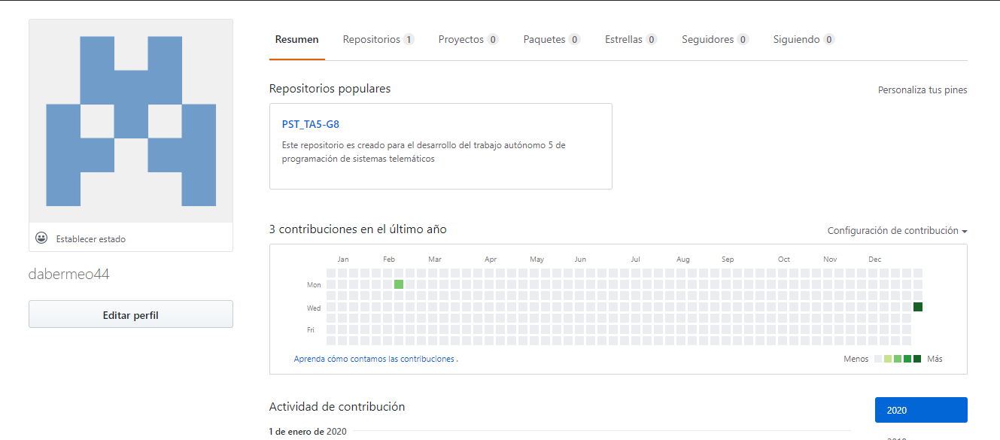 Resumen Repositorios 1 Proyectos 0 Paquetes 0 Estrellas 0 Seguidores 0 Siguiendo 0
Repositorios populares
Personaliza tus pines
PST_TA5-G8
Este repositorio es creado para el desarrollo del trabajo autónomo 5 de
programación de sistemas telemáticos
Establecer estado
dabermeo44
Editar perfil
3 contribuciones en el último año
Configuración de contribución
Jan Feb Mar Apr May Jun Jul Aug Sep Oct Nov Dec
Mon
Wed
Fri
Aprenda cómo contamos las contribuciones .
Menos Más
Actividad de contribución
2020
1 de enero de 2020